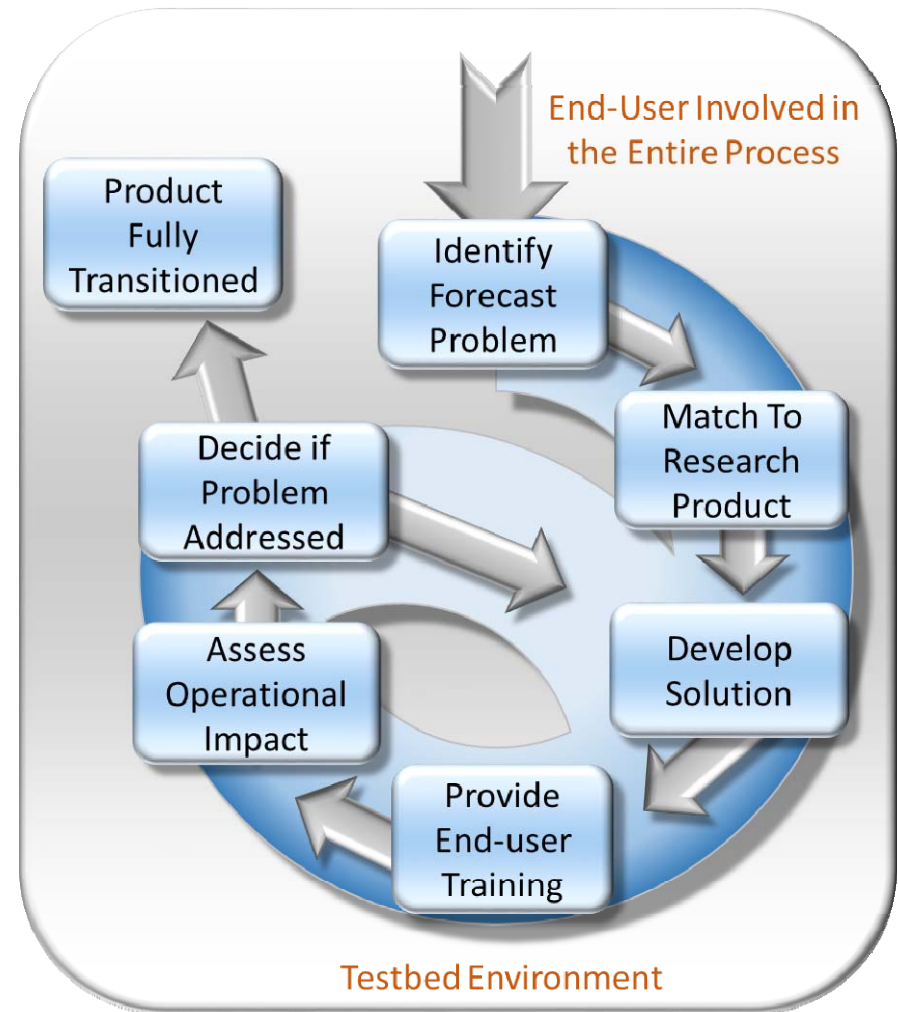 End-User Involved in
the Entire Process
Product
Fully
Transitioned
Identify
Forecast
Problem
Match To
Research
Product
Decide if
Problem
Addressed
Develop
Solution
Assess
Operational
Impact
Provide
End-user
Training
Testbed Environment